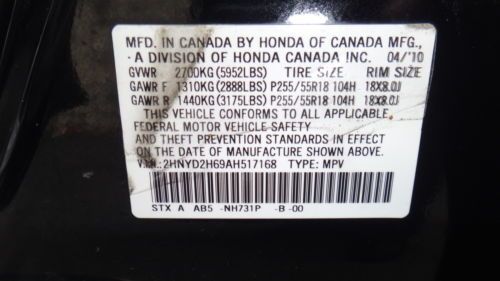 MFD. IN CANADA BY HONDA OF CANADA MFG.,
A DIVISION OF HONDA CANADA INC. 04/'10
GVWR 2700KG(5952LBS) TIRE SIZE RIM SIZE
GAWR F 1310KG(2888LBS) P255/55R18 104H 18X8.0J
GAWR R 1440KG(3175LBS) P255/55R18 104H 18X8.0J
THIS VEHICLE CONFORMS TO ALL APPLICABLE
FEDERAL MOTOR VEHICLE SAFETY
AND THEFT PREVENTION STANDARDS IN EFFECT
ON THE DATE OF MANUFACTURE SHOWN ABOVE.
V.I.N.:2HNYD2H69AH517168 TYPE: MPV
STX A AB5 -NH731P -B -00